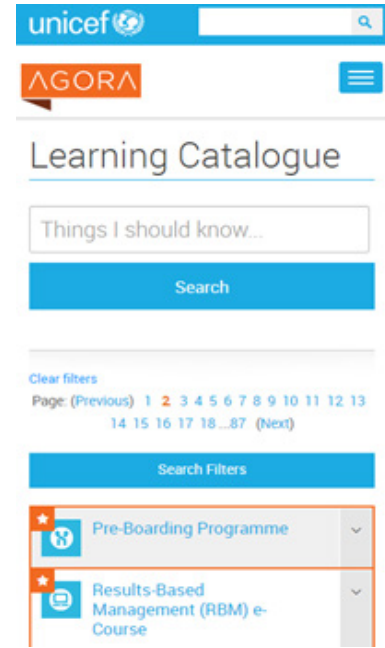 unicef
AGORA
Learning Catalogue
Things I should know...
Search
Clear filters
Page: (Previous) 1 2 3 4 5 6 7 8 9 10 11 12 13
14 15 16 17 18 ...87 (Next)
Search Filters
Pre-Boarding Programme
Results-Based
Management (RBM) e-
Course